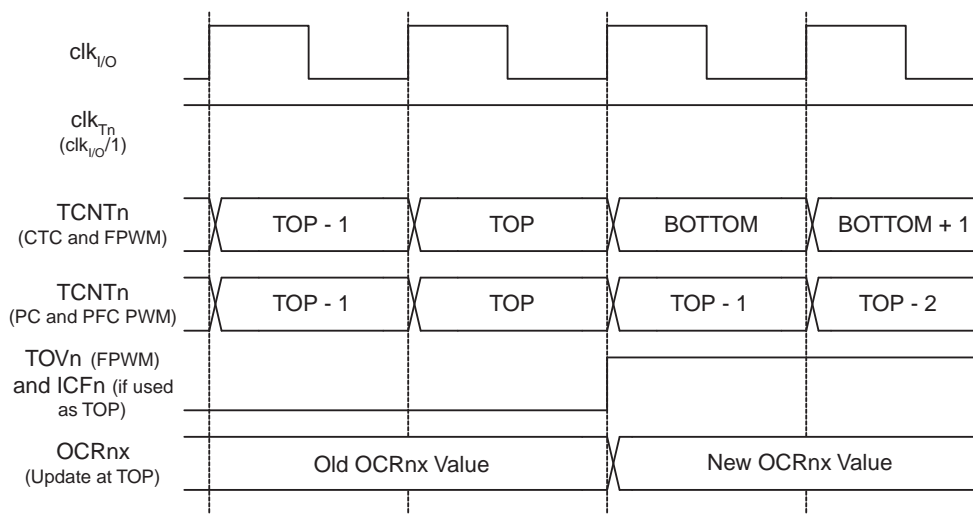 clkI/O
clkTn
(clkI/O/1)
TCNTn
(CTC and FPWM)
TOP - 1
TOP
BOTTOM
BOTTOM + 1
TCNTn
(PC and PFC PWM)
TOP - 1
TOP
TOP - 1
TOP - 2
TOVn (FPWM)
and ICFn (if used
as TOP)
OCRnx
(Update at TOP)
Old OCRnx Value
New OCRnx Value